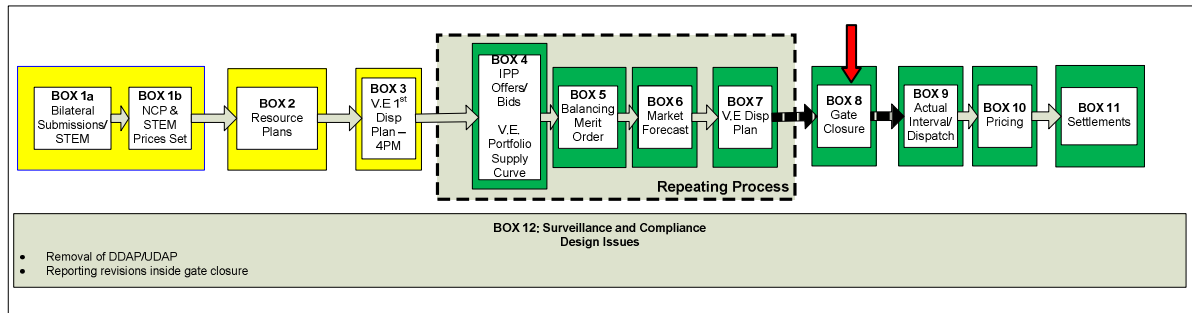 BOX 1a
Bilateral
Submissions/
STEM
BOX 1b
NCP &
STEM
Prices Set
BOX 2
Resource
Plans
BOX 3
V.E 1st
Disp
Plan –
4PM
BOX 4
IPP
Offers/
Bids
V.E.
Portfolio
Supply
Curve
BOX 5
Balancing
Merit
Order
BOX 6
Market
Forecast
BOX 7
V.E Disp
Plan
Repeating Process
BOX 8
Gate
Closure
BOX 9
Actual
Interval/
Dispatch
BOX 10
Pricing
BOX 11
Settlements
BOX 12: Surveillance and Compliance
Design Issues
• Removal of DDAP/UDAP
• Reporting revisions inside gate closure